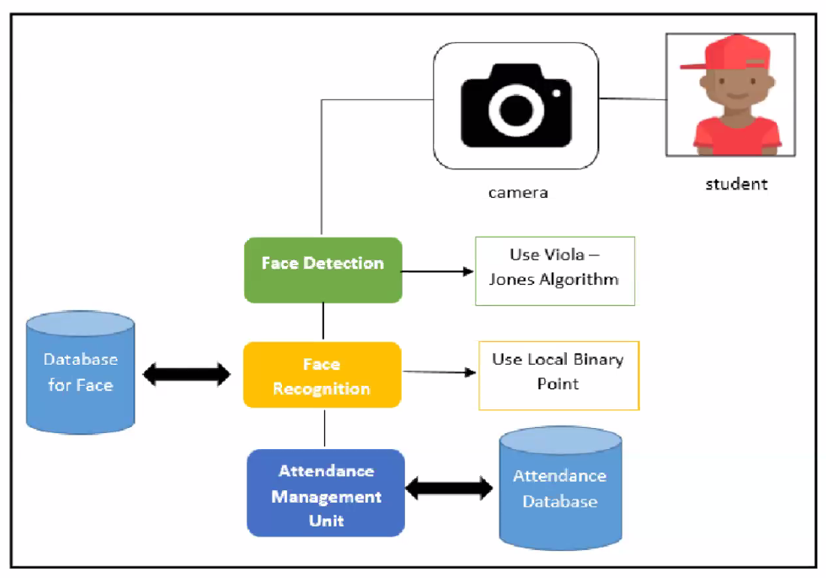 camera
student
Face Detection
Use Viola –
Jones Algorithm
Database
for Face
Face
Recognition
Use Local Binary
Point
Attendance
Management
Unit
Attendance
Database